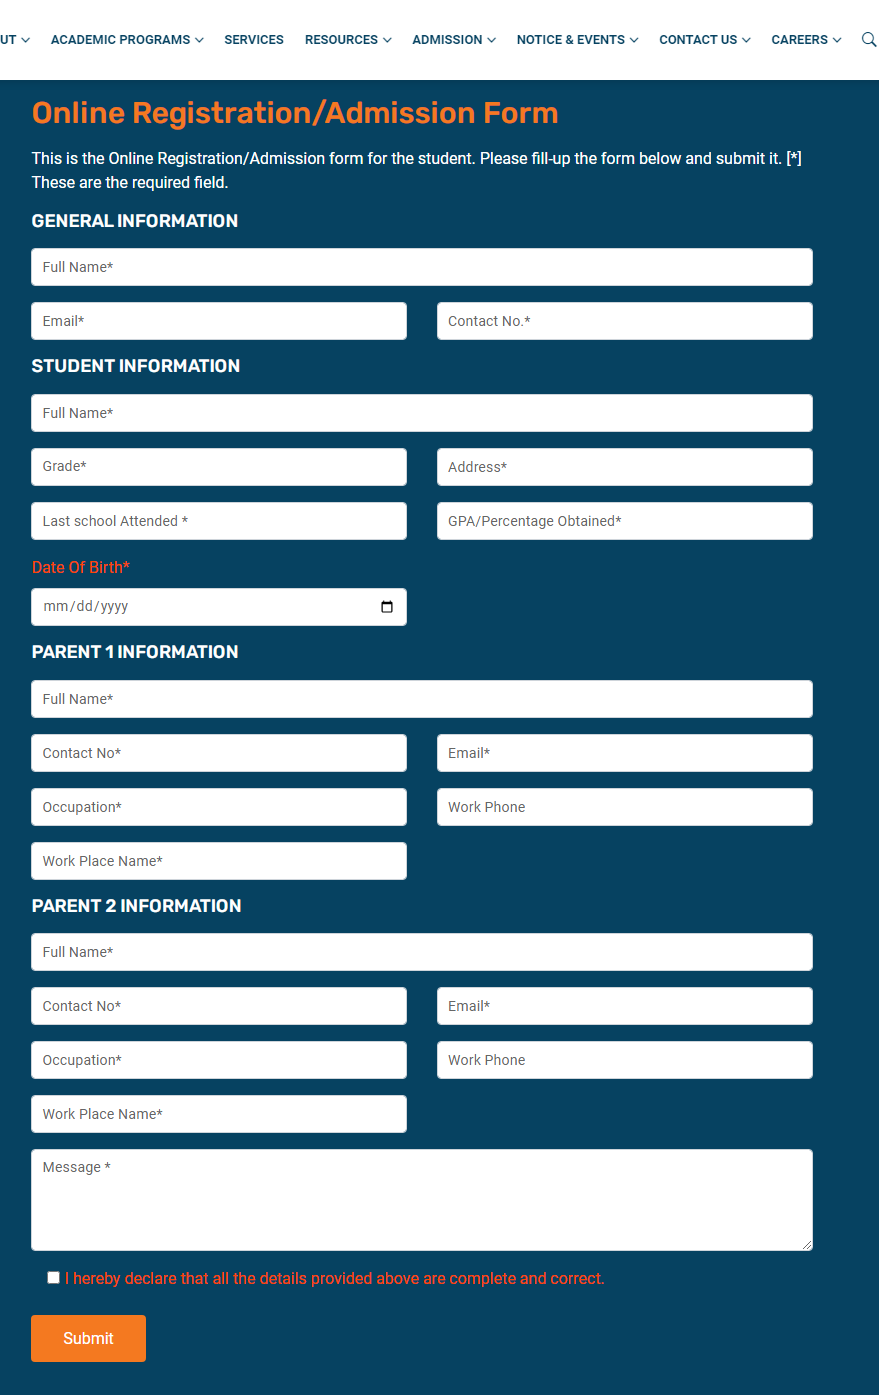 UT ACADEMIC PROGRAMS SERVICES RESOURCES ADMISSION NOTICE & EVENTS CONTACT US CAREERS
Online Registration/Admission Form
This is the Online Registration/Admission form for the student. Please fill-up the form below and submit it. [*]
These are the required field.
GENERAL INFORMATION
Full Name*
Email* Contact No.*
STUDENT INFORMATION
Full Name*
Grade* Address*
Last school Attended * GPA/Percentage Obtained*
Date Of Birth*
mm/dd/yyyy
PARENT 1 INFORMATION
Full Name*
Contact No* Email*
Occupation* Work Phone
Work Place Name*
PARENT 2 INFORMATION
Full Name*
Contact No* Email*
Occupation* Work Phone
Work Place Name*
Message *
I hereby declare that all the details provided above are complete and correct.
Submit